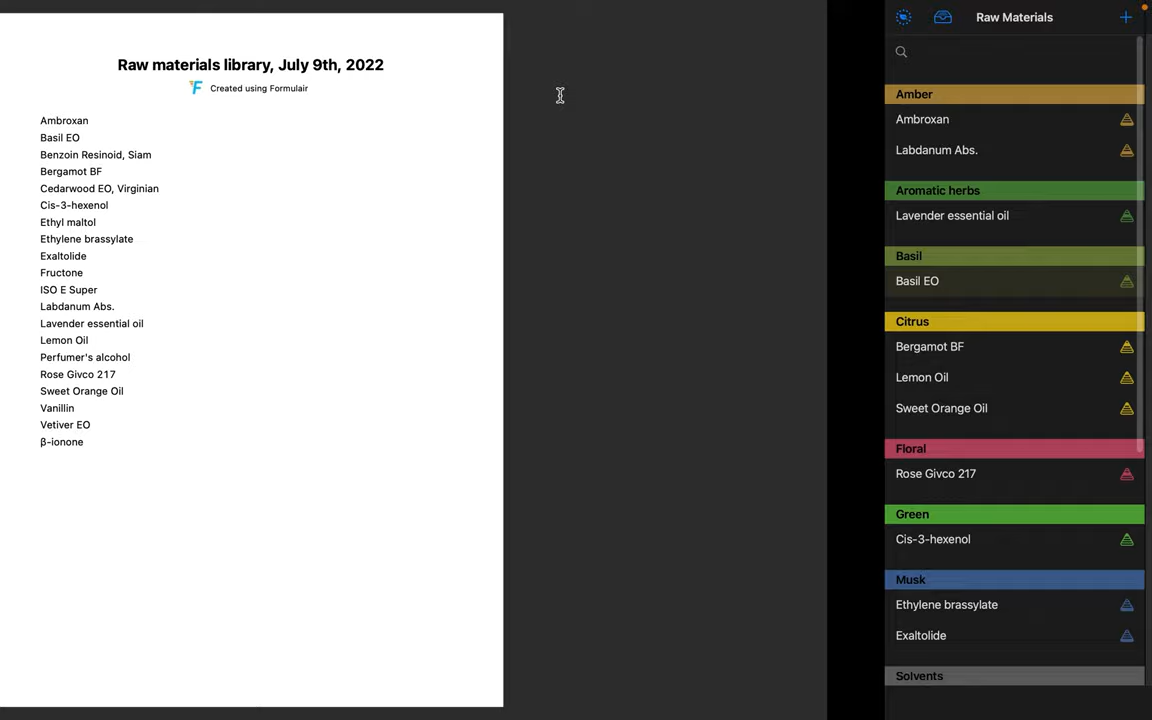 Raw materials library, July 9th, 2022
Created using Formulair
Ambroxan
Basil EO
Benzoin Resinoid, Siam
Bergamot BF
Cedarwood EO, Virginian
Cis-3-hexenol
Ethyl maltol
Ethylene brassylate
Exaltolide
Fructone
ISO E Super
Labdanum Abs.
Lavender essential oil
Lemon Oil
Perfumer's alcohol
Rose Givco 217
Sweet Orange Oil
Vanillin
Vetiver EO
β-ionone
Raw Materials
Amber
Ambroxan
Labdanum Abs.
Aromatic herbs
Lavender essential oil
Basil
Basil EO
Citrus
Bergamot BF
Lemon Oil
Sweet Orange Oil
Floral
Rose Givco 217
Green
Cis-3-hexenol
Musk
Ethylene brassylate
Exaltolide
Solvents